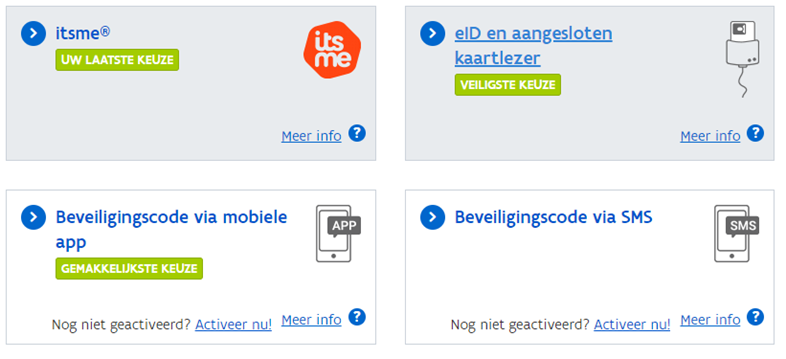 itsme®
UW LAATSTE KEUZE
its
me
Meer info ?
eID en aangesloten
kaartlezer
VEILIGSTE KEUZE
Meer info ?
Beveiligingscode via mobiele
app
GEMAKKELIJKSTE KEUZE
APP
Nog niet geactiveerd? Activeer nu! Meer info ?
Beveiligingscode via SMS
SMS
Nog niet geactiveerd? Activeer nu! Meer info ?